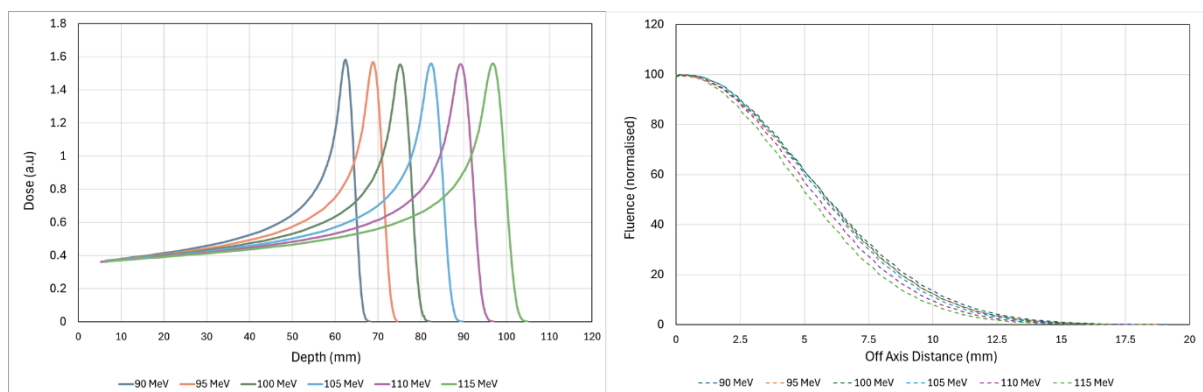 1.8
1.6
1.4
1.2
1
0.8
0.6
0.4
0.2
0
Dose (a.u)
0 10 20 30 40 50 60 70 80 90 100 110 120
Depth (mm)
90 MeV 95 MeV 100 MeV 105 MeV 110 MeV 115 MeV
120
100
80
60
40
20
0
Fluence (normalised)
0 2.5 5 7.5 10 12.5 15 17.5 20
Off Axis Distance (mm)
90 MeV 95 MeV 100 MeV 105 MeV 110 MeV 115 MeV